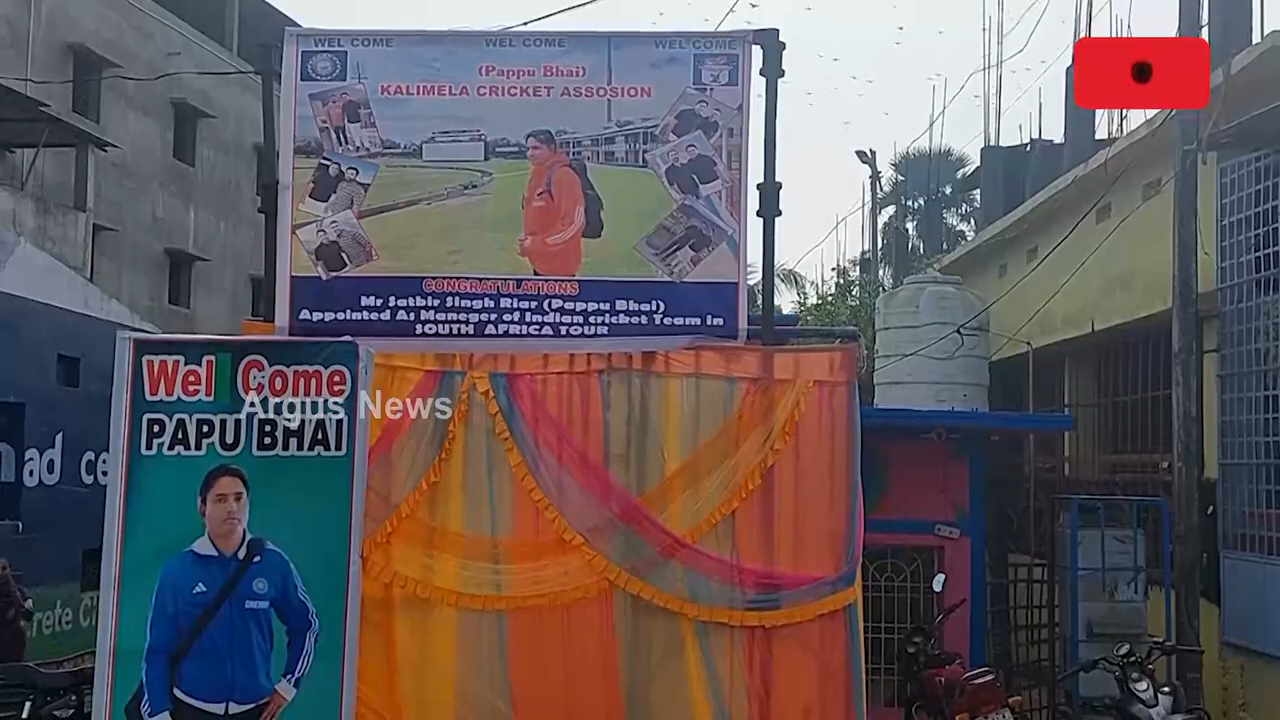 WEL COME WEL COME WEL COME
(Pappu Bhai)
KALIMELA CRICKET ASSOSION
CONGRATULATIONS
Mr Satbir Singh Riar (Pappu Bhai)
Appointed As Maneger of Indian cricket Team in
SOUTH AFRICA TOUR
Wel Come
PAPU BHAI
Argus News
ad ce
rete